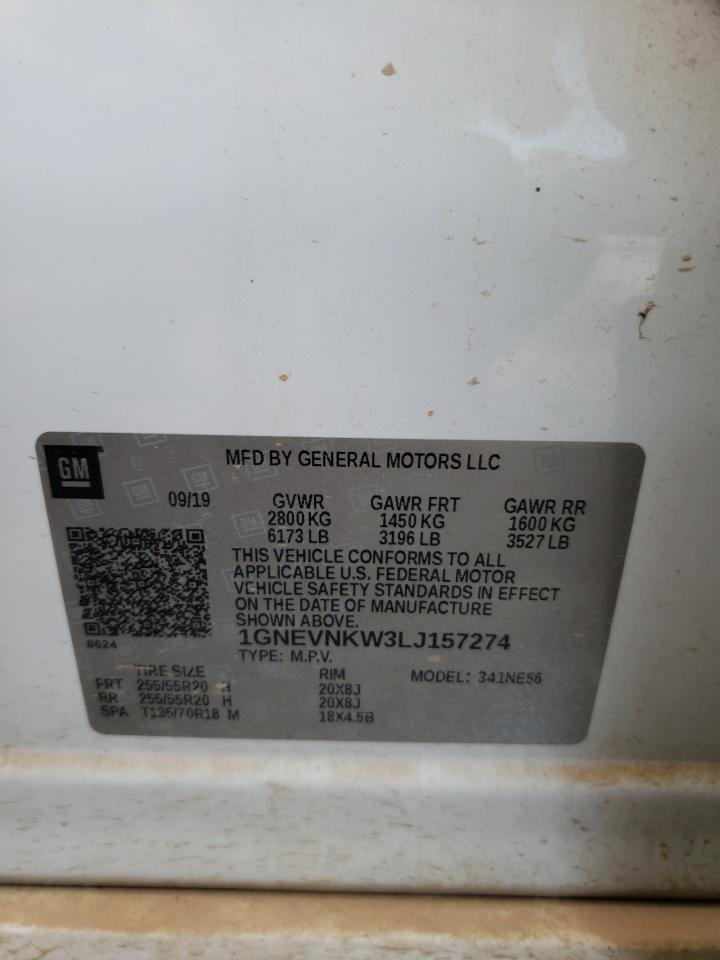 GM
MFD BY GENERAL MOTORS LLC
09/19 GVWR GAWR FRT GAWR RR
2800 KG 1450 KG 1600 KG
6173 LB 3196 LB 3527 LB
THIS VEHICLE CONFORMS TO ALL
APPLICABLE U.S. FEDERAL MOTOR
VEHICLE SAFETY STANDARDS IN EFFECT
ON THE DATE OF MANUFACTURE
SHOWN ABOVE.
8624
1GNEVNKW3LJ157274
TYPE: M.P.V.
TIRE SIZE RIM MODEL: 341NE56
FRT 255/55R20 H 20X8J
RR 255/55R20 H 20X8J
SPA T135/70R18 M 18X4.5B